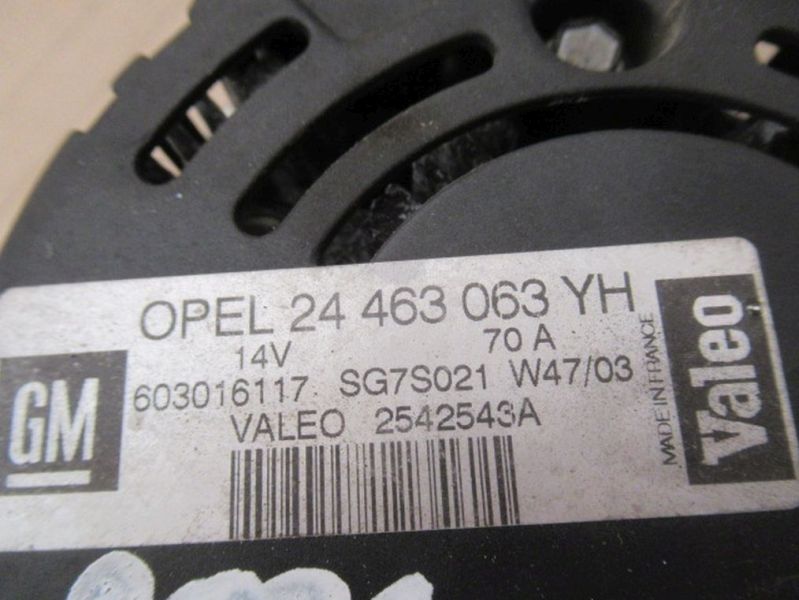 OPEL 24 463 063 YH
14V 70 A
603016117 SG7S021 W47/03
VALEO 2542543A
GM
MADE IN FRANCE
Valeo